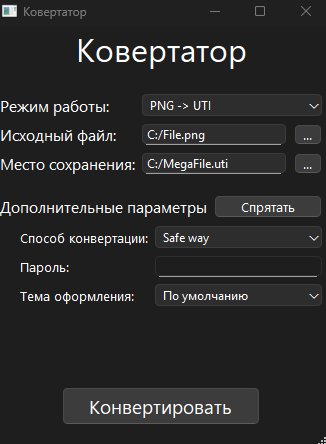 Ковертатор
Ковертатор
Режим работы: PNG -> UTI
Исходный файл: C:/File.png ...
Место сохранения: C:/MegaFile.uti ...
Дополнительные параметры Спрятать
Способ конвертации: Safe way
Пароль:
Тема оформления: По умолчанию
Конвертировать